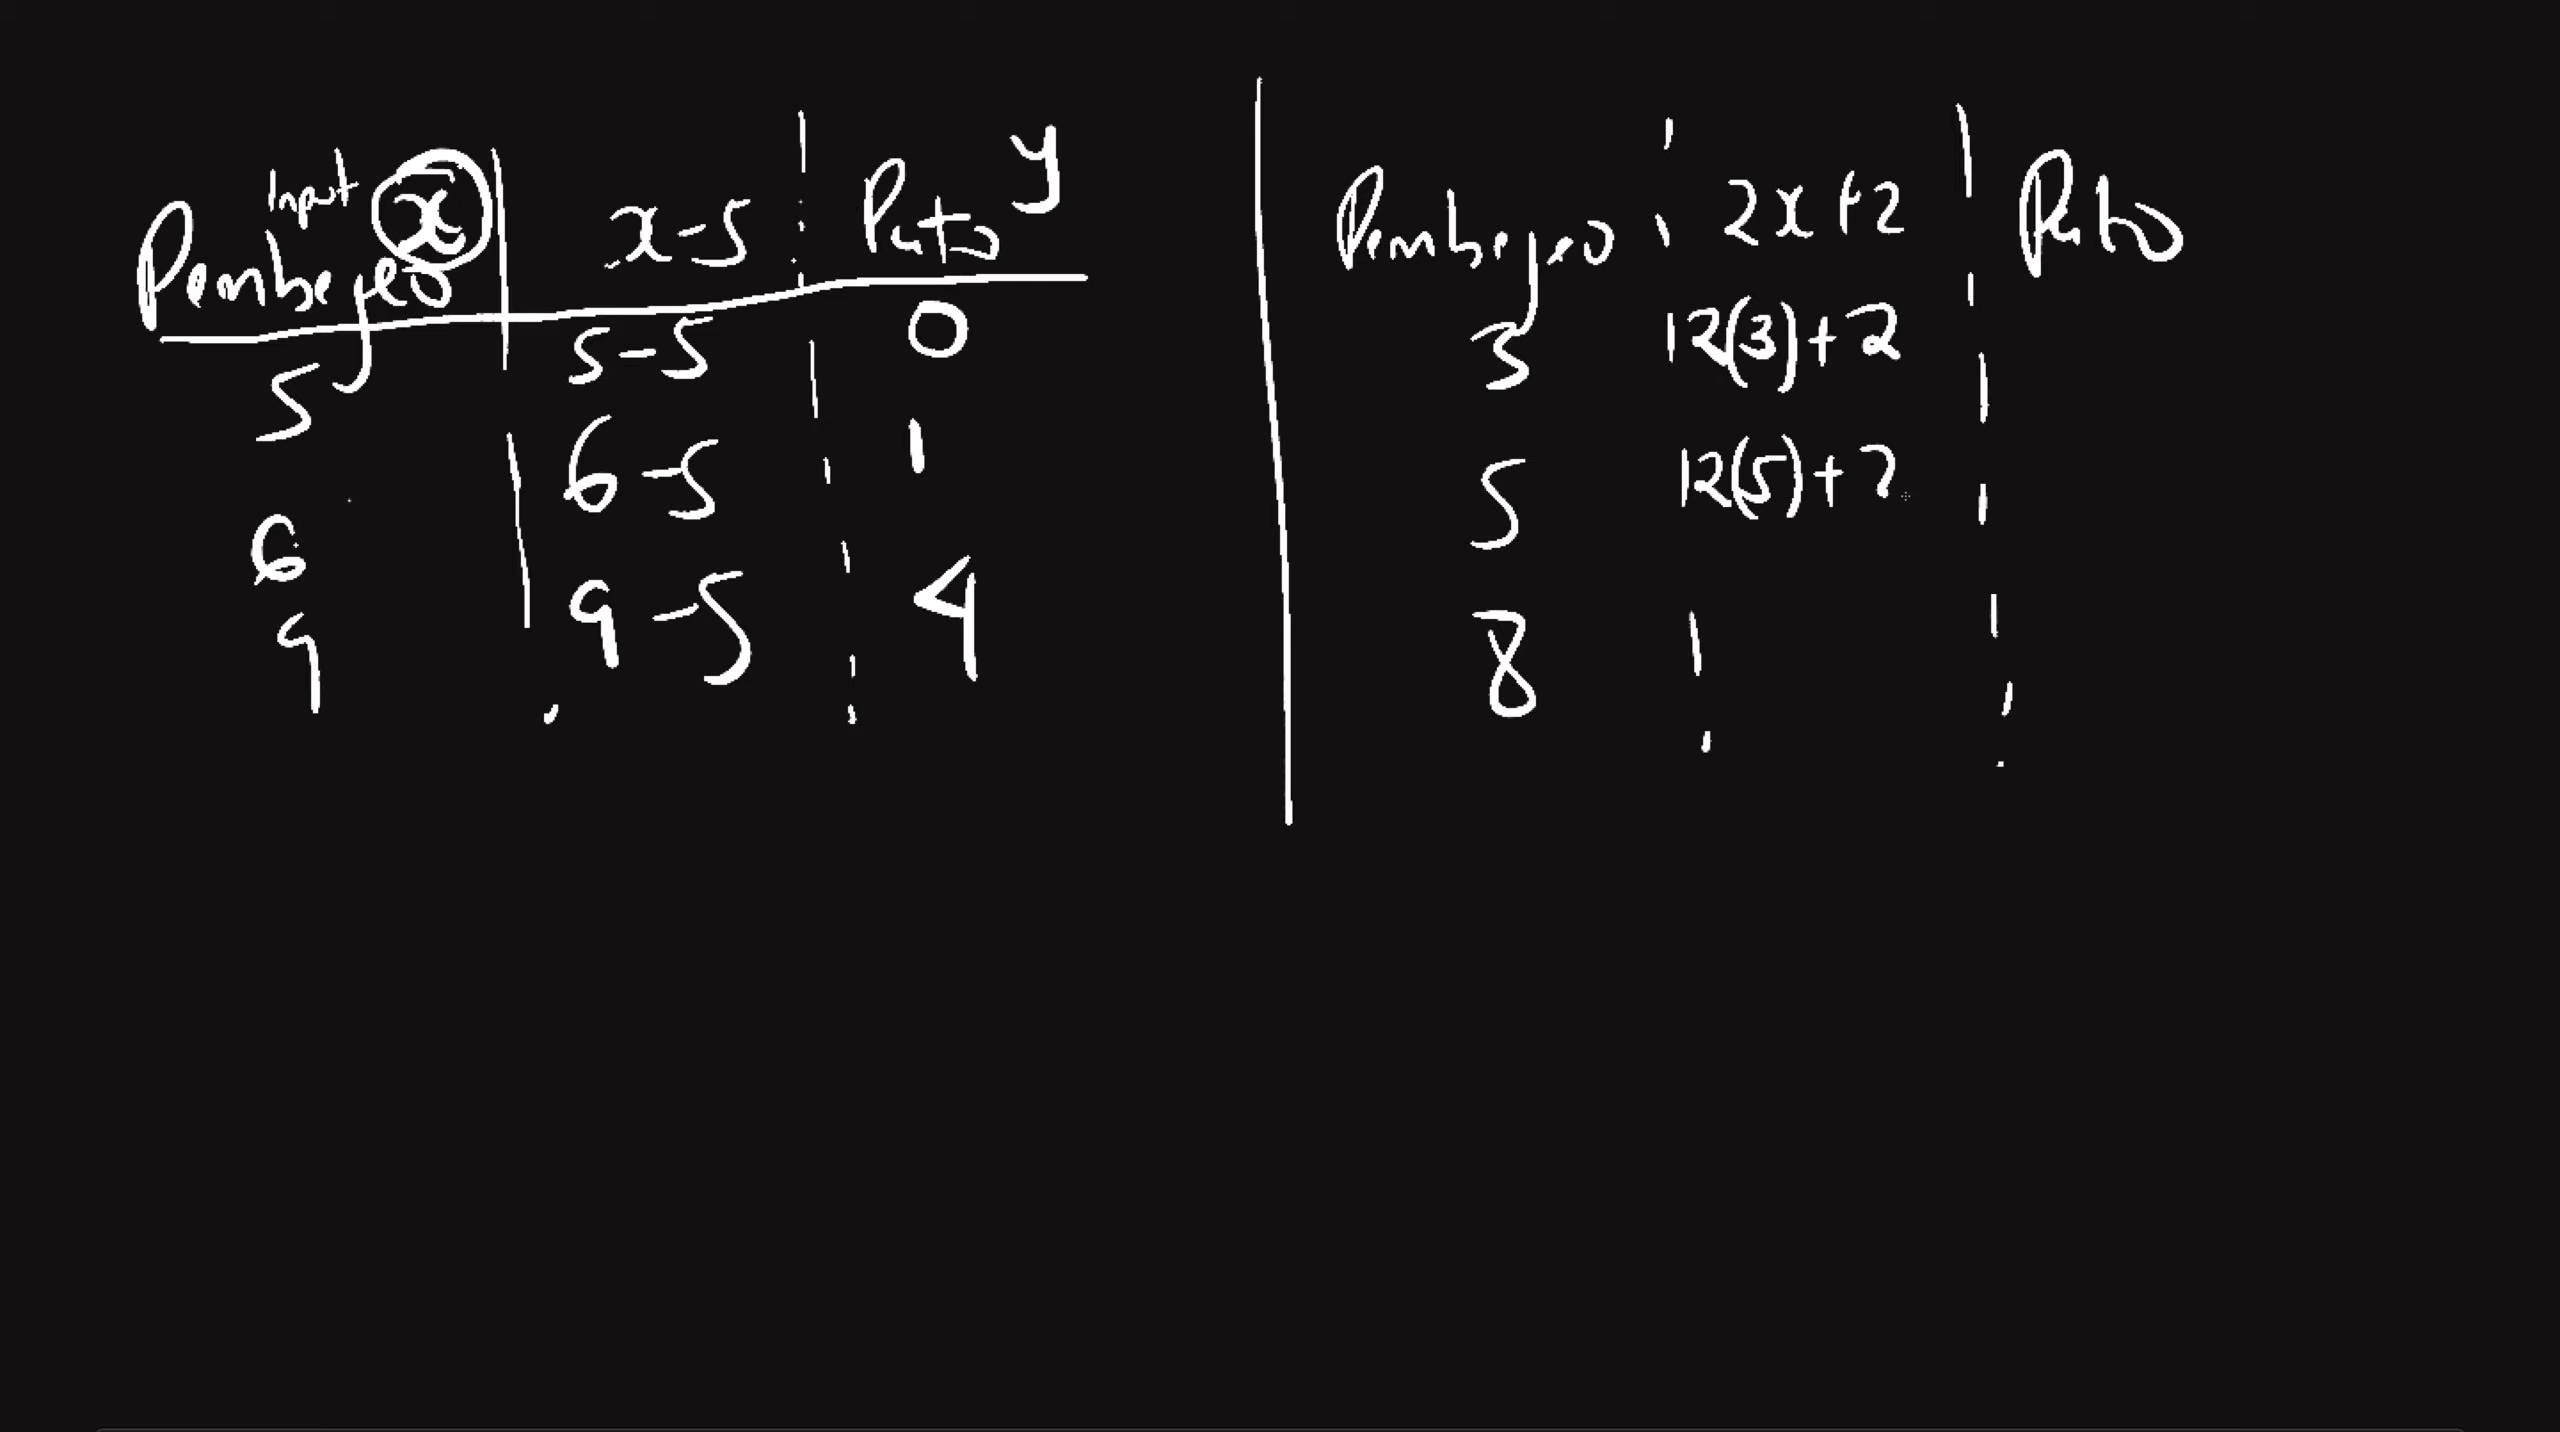 Input x
Pembejeo | x-5 | Pato y
5 | 5-5 | 0
6 | 6-5 | 1
9 | 9-5 | 4
Pembejeo | 2x+2 | Pato
3 | 2(3)+2
5 | 2(5)+2
8